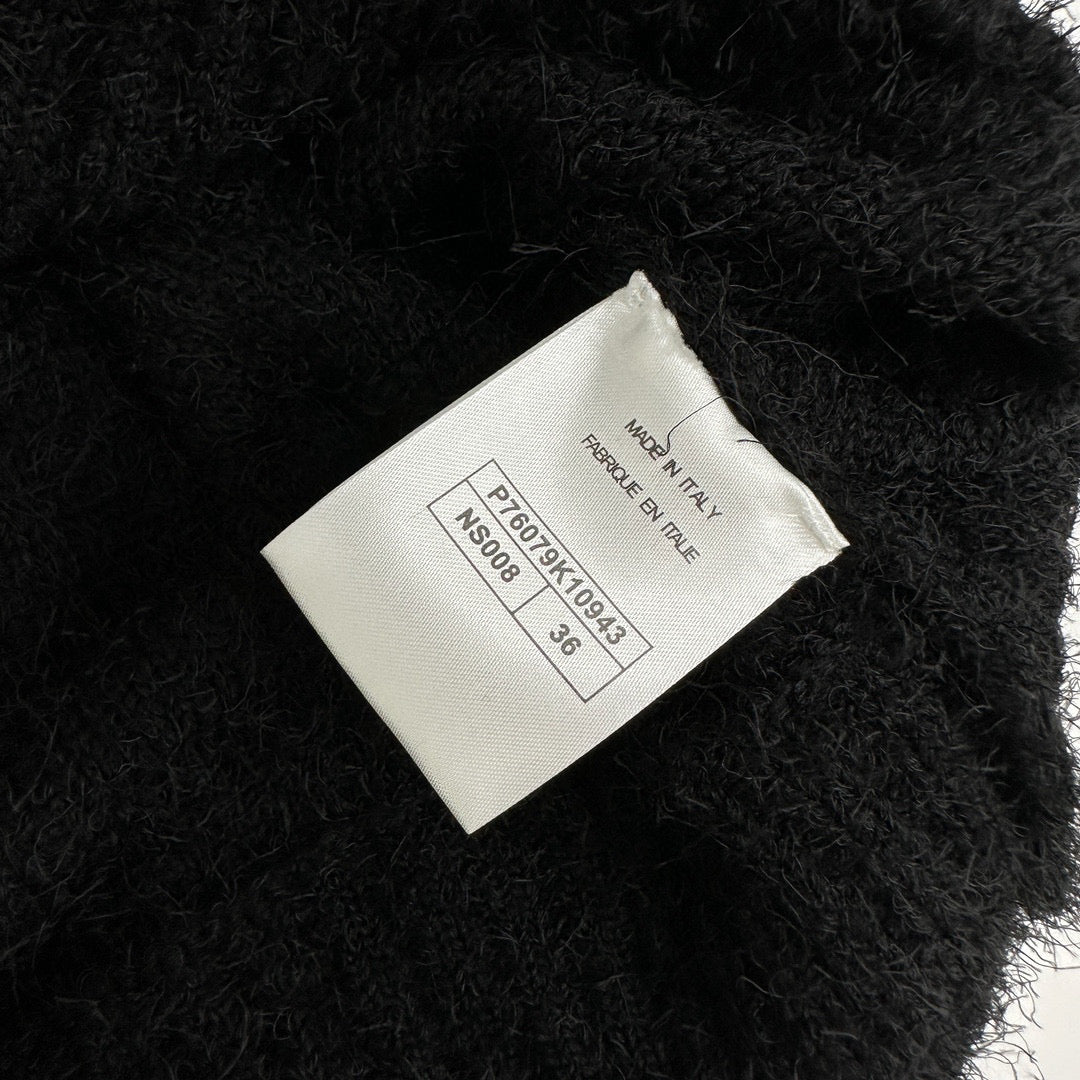 MADE IN ITALY
FABRIQUE EN ITALIE
P76079K10943
NS008 36